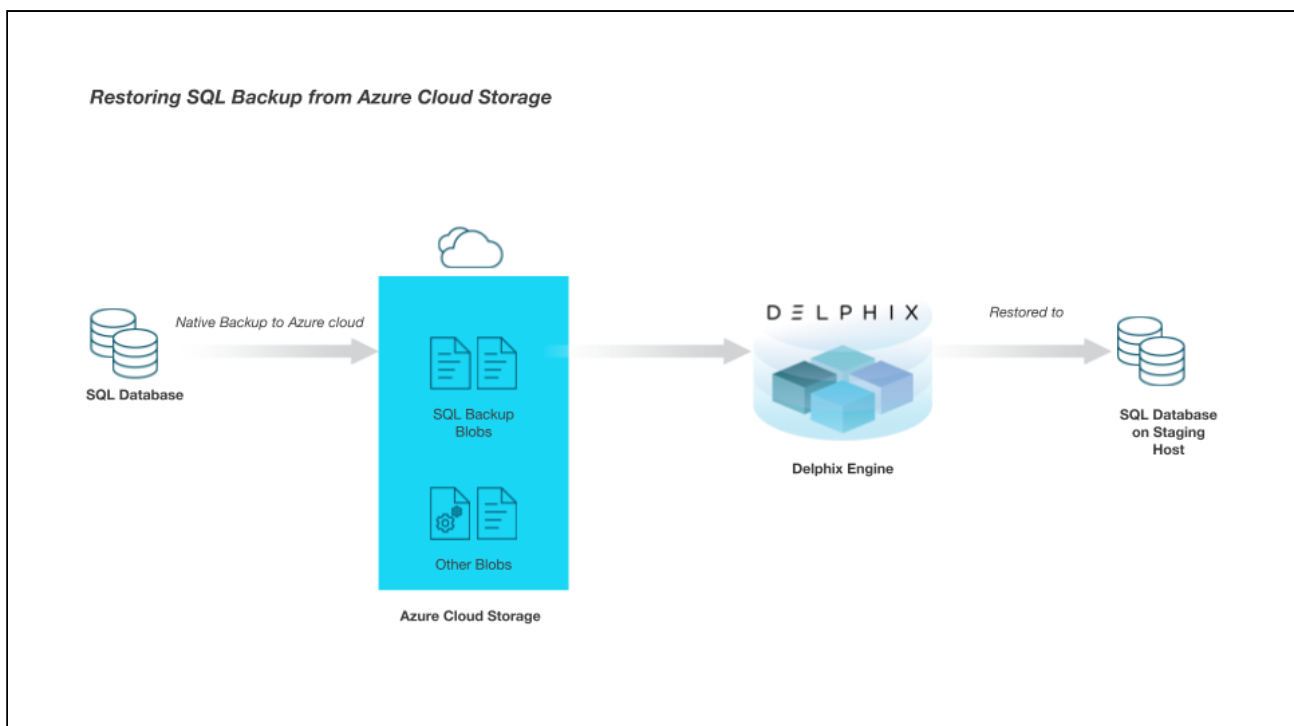 Restoring SQL Backup from Azure Cloud Storage
Native Backup to Azure cloud
SQL Database
SQL Backup
Blobs
Other Blobs
Azure Cloud Storage
DELPHIX
Delphix Engine
Restored to
SQL Database
on Staging
Host